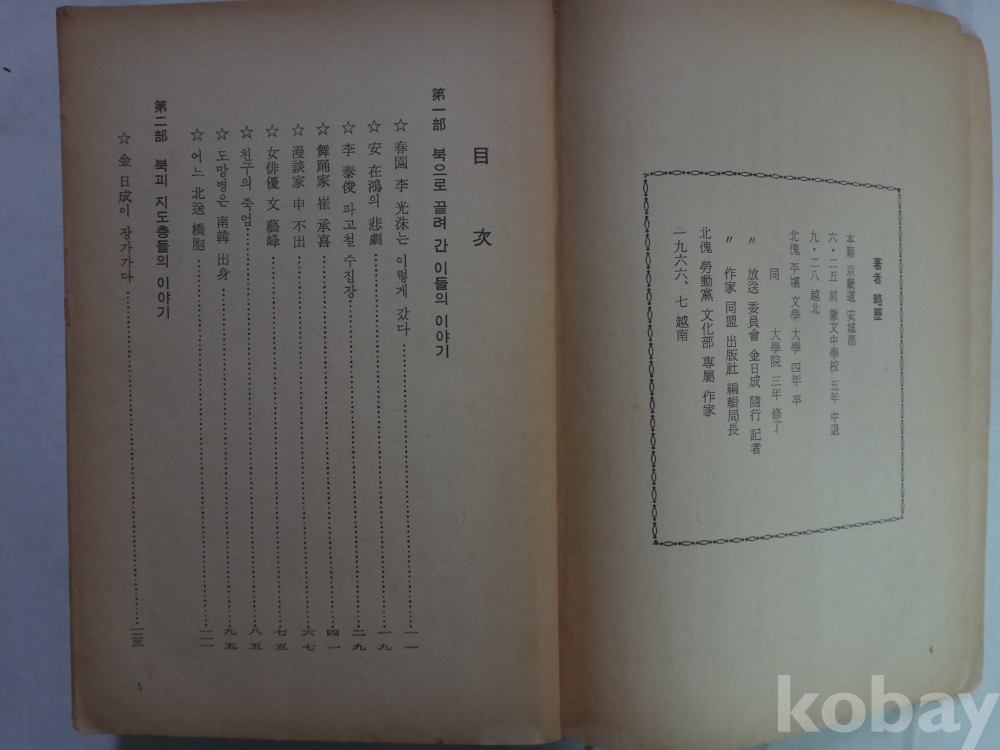 著者 略歷
本籍 京畿道 安城邑
六·二五 前 徽文中學校 五年 中退
九·二八 越北
北傀 平壤 文學 大學 四年 卒
同 大學院 三年 修了
〃 放送 委員會 金日成 隨行 記者
〃 作家 同盟 出版社 編輯局長
北傀 勞動黨 文化部 專屬 作家
一九六六、七 越南
4
目次
第一部 북으로 끌려 간 이들의 이야기
☆ 春園 李 光洙는 이렇게 갔다 一一
☆ 安 在鴻의 悲劇 一九
☆ 李 泰俊 파고철 수집장 二九
☆ 舞踊家 崔 承喜 四一
☆ 漫談家 申 不出 六七
☆ 女俳優 文 藝峰 七五
☆ 친구의 죽엄 八五
☆ 도망병은 南韓 出身 九五
☆ 어느 北送 橋胞 一一一
第二部 북괴 지도층들의 이야기
☆ 金 日成이 장가가다 一二三
5
kobay